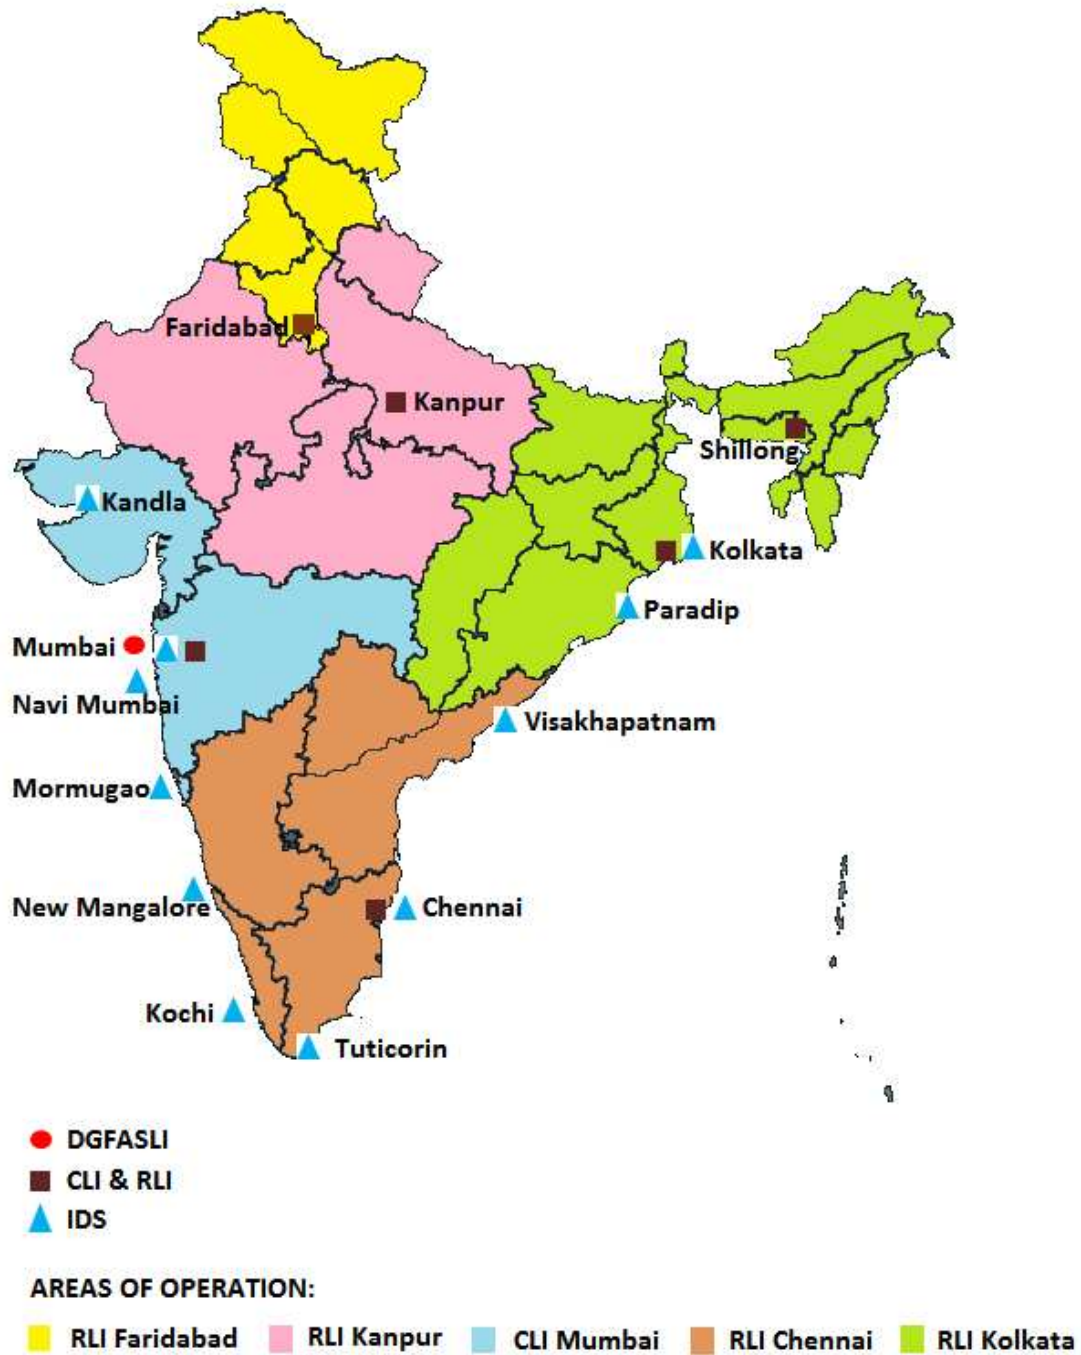 Faridabad
Kanpur
Shillong
Kandla
Kolkata
Paradip
Mumbai
Navi Mumbai
Visakhapatnam
Mormugao
New Mangalore
Chennai
Kochi
Tuticorin
DGFASLI
CLI & RLI
IDS
AREAS OF OPERATION:
RLI Faridabad RLI Kanpur CLI Mumbai RLI Chennai RLI Kolkata